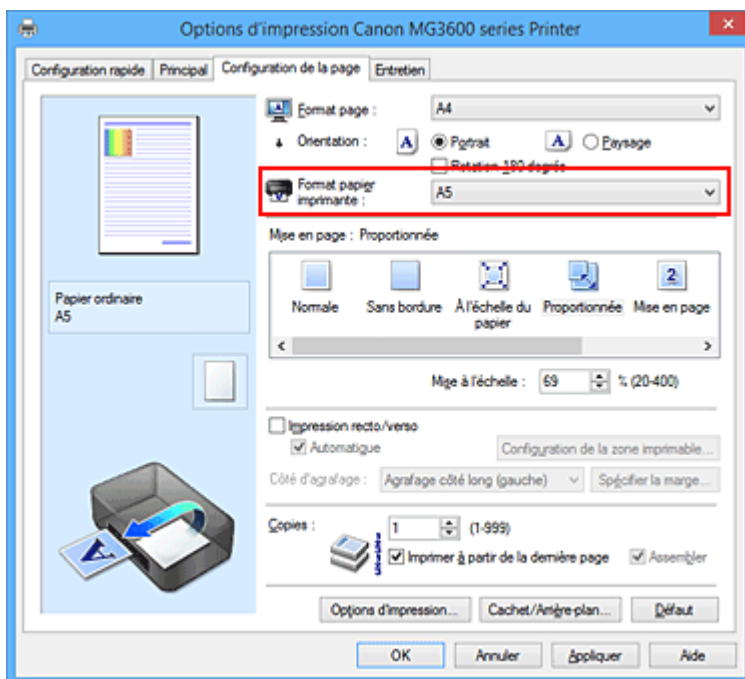 Options d'impression Canon MG3600 series Printer
Configuration rapide Principal Configuration de la page Entretien
Format page : A4
Orientation : A Portrait A Paysage
Rotation 180 degrés
Format papier imprimante : A5
Mise en page : Proportionnée
Papier ordinaire
A5
Normale Sans bordure À l'échelle du papier Proportionnée Mise en page
Mise à l'échelle : 69 % (20-400)
Impression recto/verso
Automatique Configuration de la zone imprimable...
Côté d'agrafage : Agrafage côté long (gauche) Spécifier la marge...
Copies : 1 (1-999)
Imprimer à partir de la dernière page Assembler
Options d'impression... Cachet/Arrière-plan... Défaut
OK Annuler Appliquer Aide